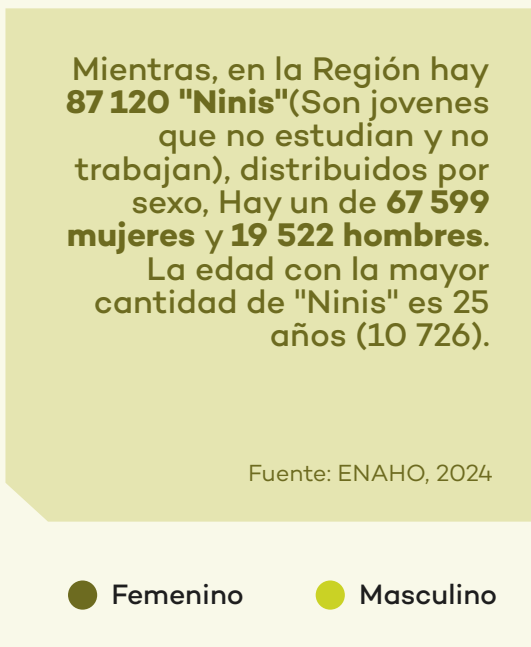 Mientras, en la Región hay
87 120 "Ninis"(Son jovenes
que no estudian y no
trabajan), distribuidos por
sexo, Hay un de 67 599
mujeres y 19 522 hombres.
La edad con la mayor
cantidad de "Ninis" es 25
años (10 726).
Fuente: ENAHO, 2024
Femenino
Masculino